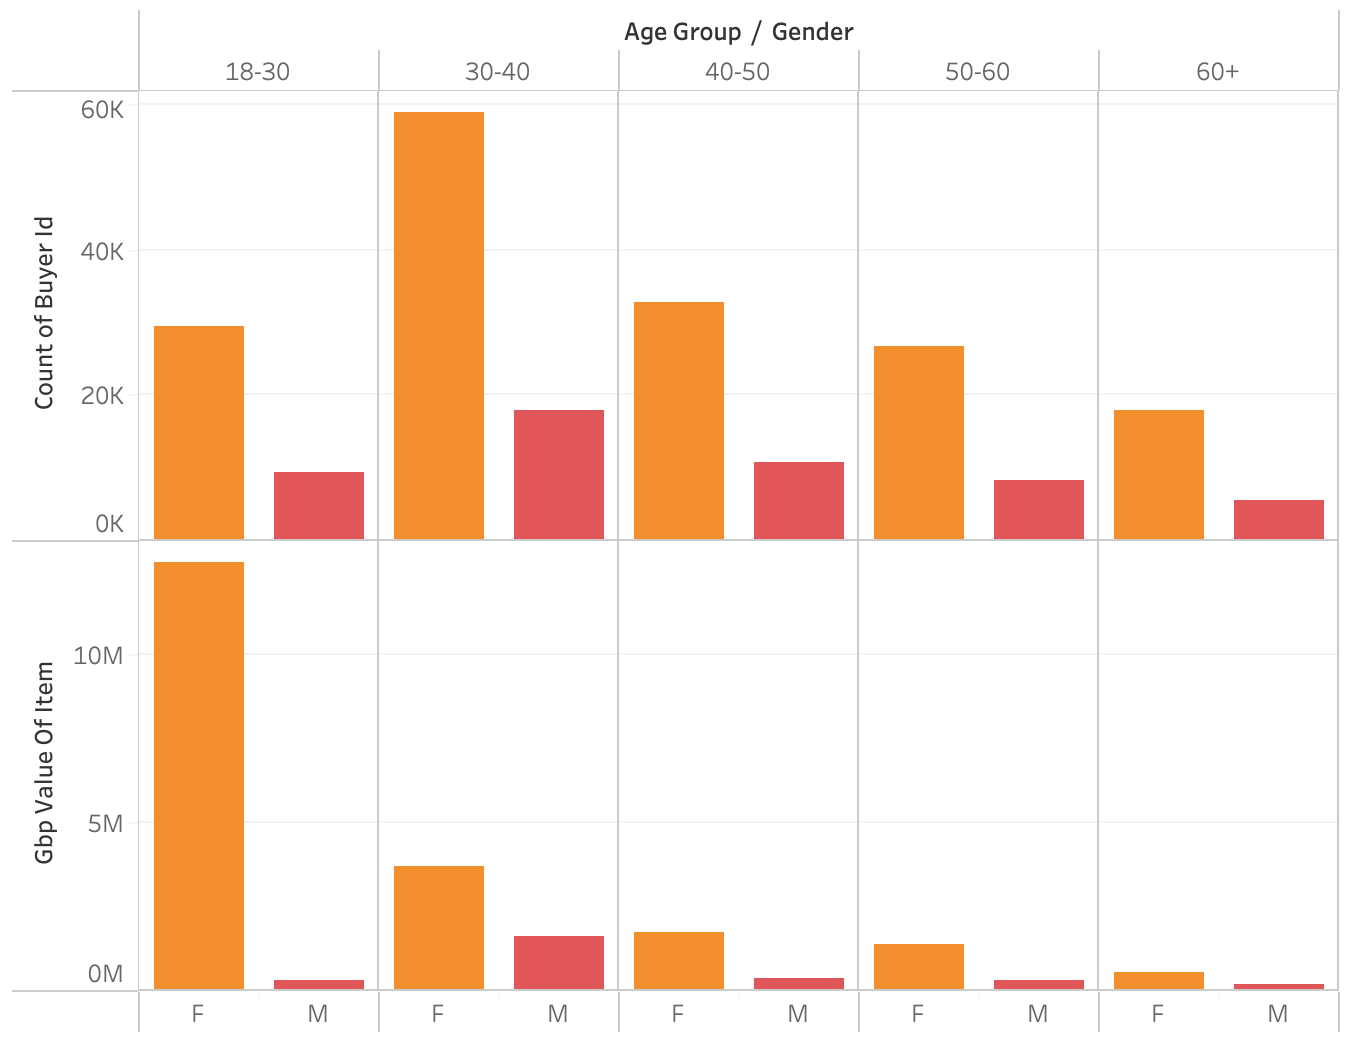 Age Group / Gender
18-30 30-40 40-50 50-60 60+
60K
40K
20K
0K
Count of Buyer Id
10M
5M
0M
Gbp Value Of Item
F M F M F M F M F M